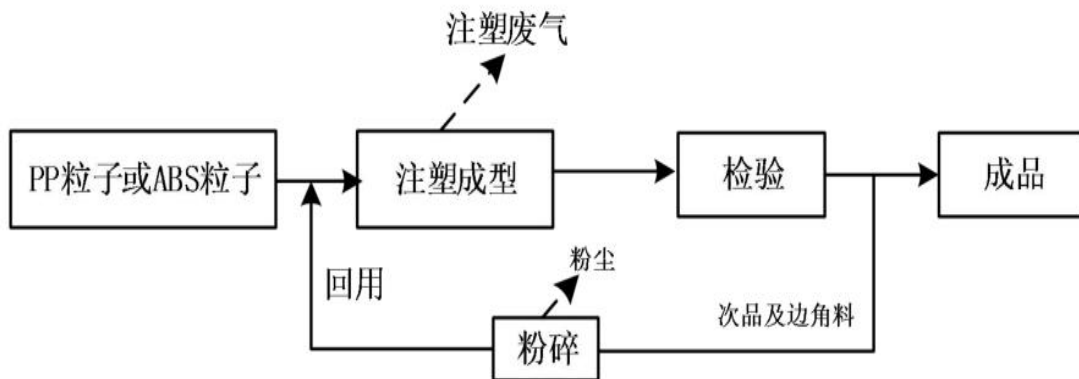 注塑废气
PP粒子或ABS粒子
注塑成型
检验
成品
回用
粉尘
次品及边角料
粉碎